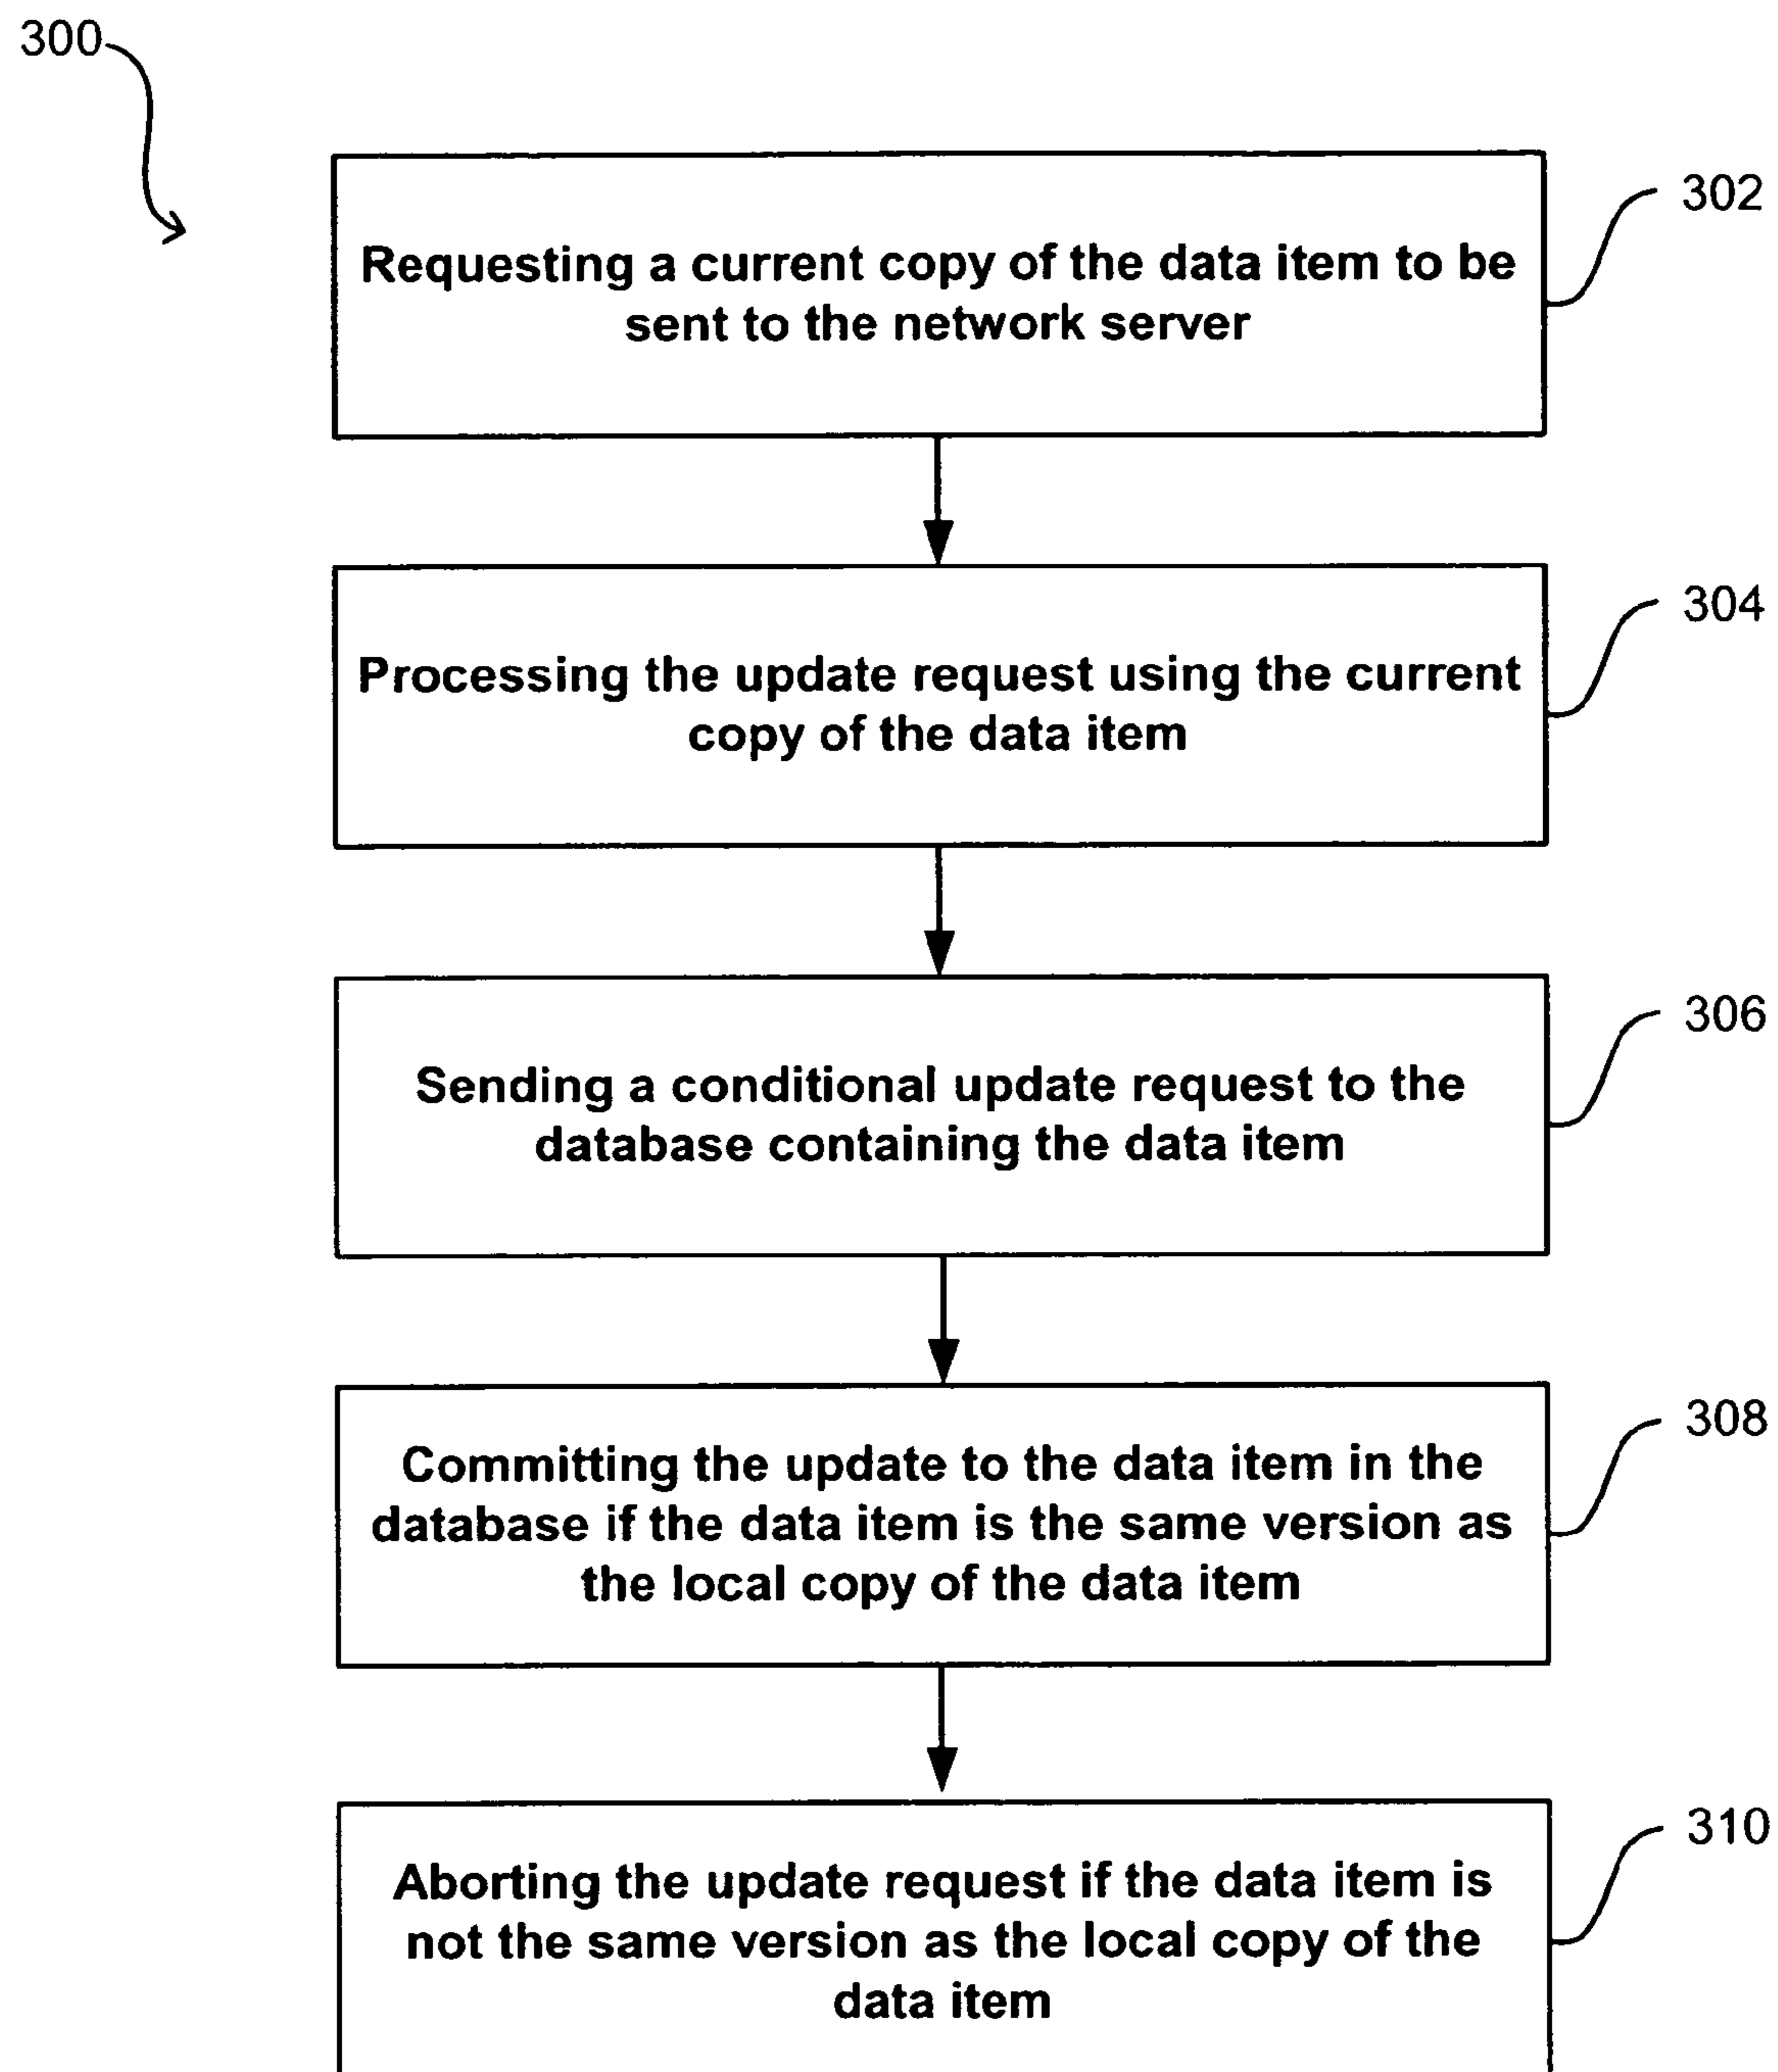 300
302
Requesting a current copy of the data item to be
sent to the network server
304
Processing the update request using the current
copy of the data item
306
Sending a conditional update request to the
database containing the data item
308
Committing the update to the data item in the
database if the data item is the same version as
the local copy of the data item
310
Aborting the update request if the data item is
not the same version as the local copy of the
data item